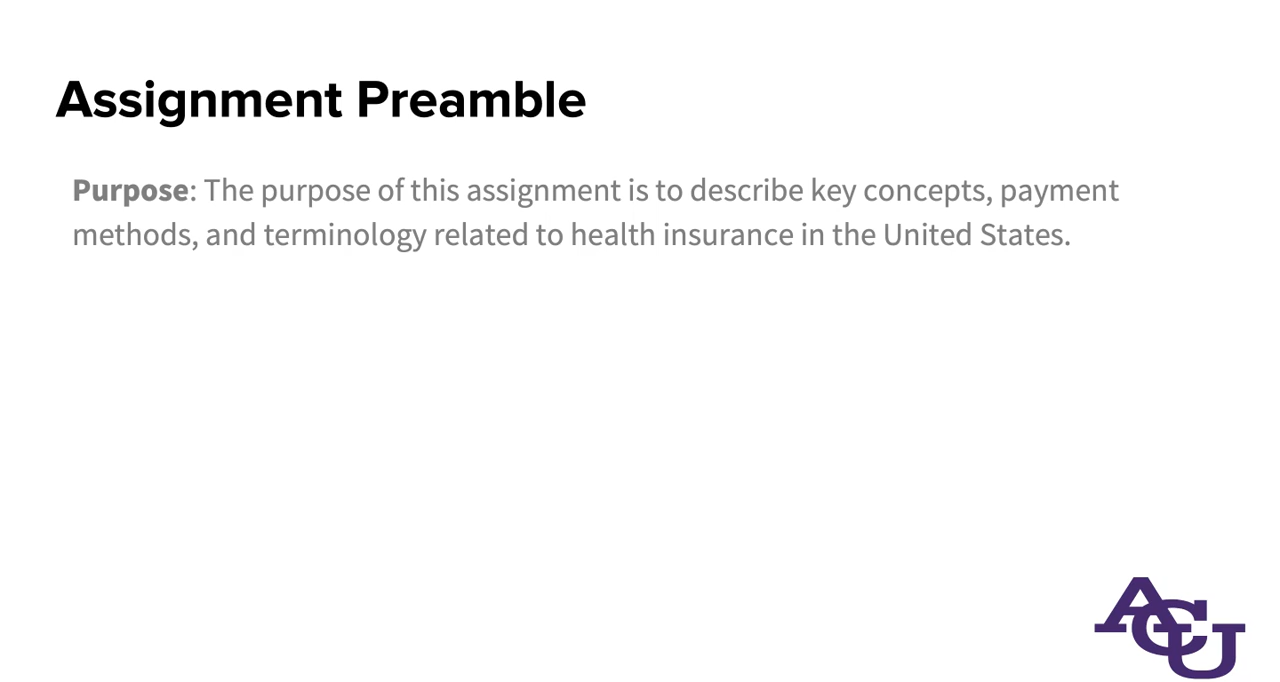 Assignment Preamble
Purpose: The purpose of this assignment is to describe key concepts, payment
methods, and terminology related to health insurance in the United States.
ACU